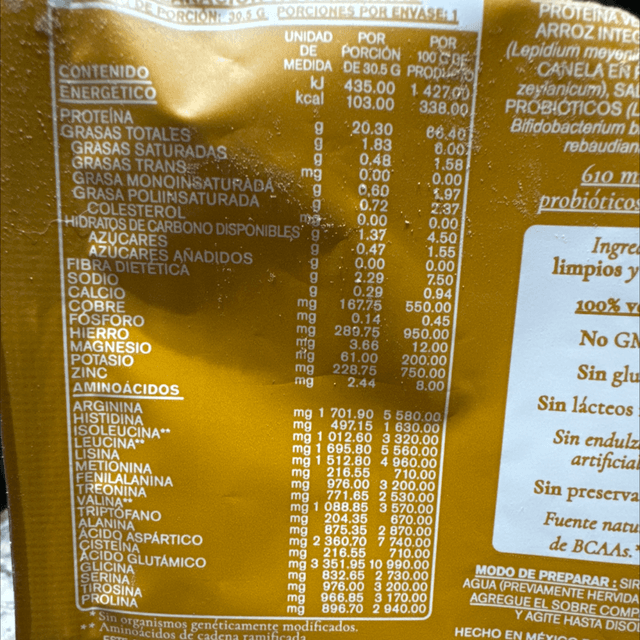 DE PORCIÓN: 30.5 G PORCIONES POR ENVASE: 1
UNIDAD DE MEDIDA POR PORCIÓN DE 30.5 G POR 100 G DE
CONTENIDO ENERGÉTICO kJ 435.00 1 427.00
kcal 103.00 338.00
PROTEÍNA g 20.30
GRASAS TOTALES g 1.83 6.00
GRASAS SATURADAS g 0.48 1.58
GRASAS TRANS mg 0.00 0.00
GRASA MONOINSATURADA g 0.60 1.97
GRASA POLIINSATURADA g 0.72 2.37
COLESTEROL mg 0.00 0.00
HIDRATOS DE CARBONO DISPONIBLES g 1.37 4.50
AZÚCARES g 0.47 1.55
AZÚCARES AÑADIDOS g 0.00 0.00
FIBRA DIETÉTICA g 2.29 7.50
SODIO g 0.29 0.94
CALCIO mg 167.75 550.00
COBRE mg 0.14 0.45
FÓSFORO mg 289.75 950.00
HIERRO mg 3.66 12.00
MAGNESIO mg 61.00 200.00
POTASIO mg 228.75 750.00
ZINC mg 2.44 8.00
AMINOÁCIDOS
ARGININA mg 1 701.90 5 580.00
HISTIDINA mg 497.15 1 630.00
ISOLEUCINA** mg 1 012.60 3 320.00
LEUCINA** mg 1 695.80 5 560.00
LISINA mg 1 512.85 4 960.00
METIONINA mg 216.55 710.00
FENILALANINA mg 976.00 3 200.00
TREONINA mg 771.65 2 530.00
VALINA** mg 1 088.85 3 570.00
TRIPTÓFANO mg 204.35 670.00
ALANINA mg 875.35 2 870.00
ÁCIDO ASPÁRTICO mg 2 360.70 7 740.00
CISTEÍNA mg 216.55 710.00
ÁCIDO GLUTÁMICO mg 3 351.95 10 990.00
GLICINA mg 832.65 2 730.00
SERINA mg 976.00 3 200.00
TIROSINA mg 966.85 3 170.00
PROLINA mg 896.70 2 940.00
* Sin organismos genéticamente modificados.
** Aminoácidos de cadena ramificada
PROTEÍNA
ARROZ INTEG
(Lepidium meyeni
CANELA EN
zeylanicum), SAL
PROBIÓTICOS
Bifidobacterium
rebaudian
610 m
probióticos
Ingre
limpios y
100% v
No GM
Sin glu
Sin lácteos
Sin endulz
artificia
Sin preserva
Fuente natu
de BCAAs.*
MODO DE PREPARAR: SIR
AGUA (PREVIAMENTE HERVIDA
AGREGUE EL SOBRE COMP
Y AGITE HASTA DISO
HECHO EN MÉXICO